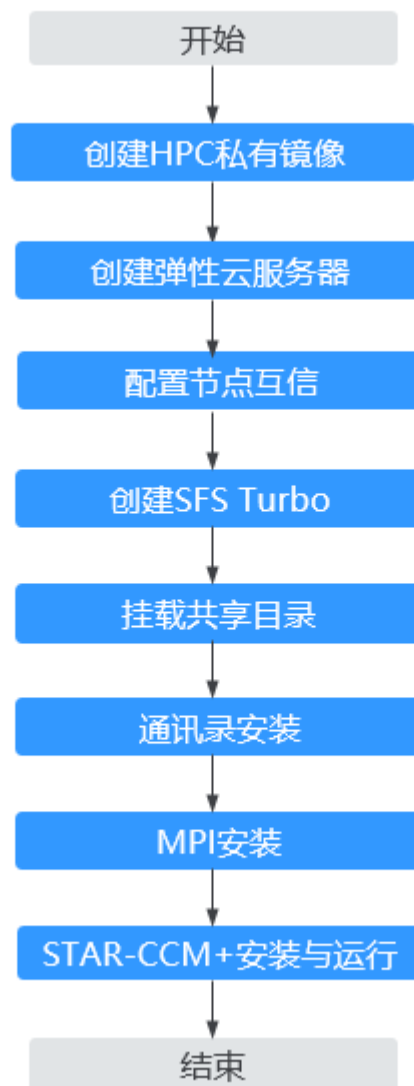 开始
创建HPC私有镜像
创建弹性云服务器
配置节点互信
创建SFS Turbo
挂载共享目录
通讯录安装
MPI安装
STAR-CCM+安装与运行
结束